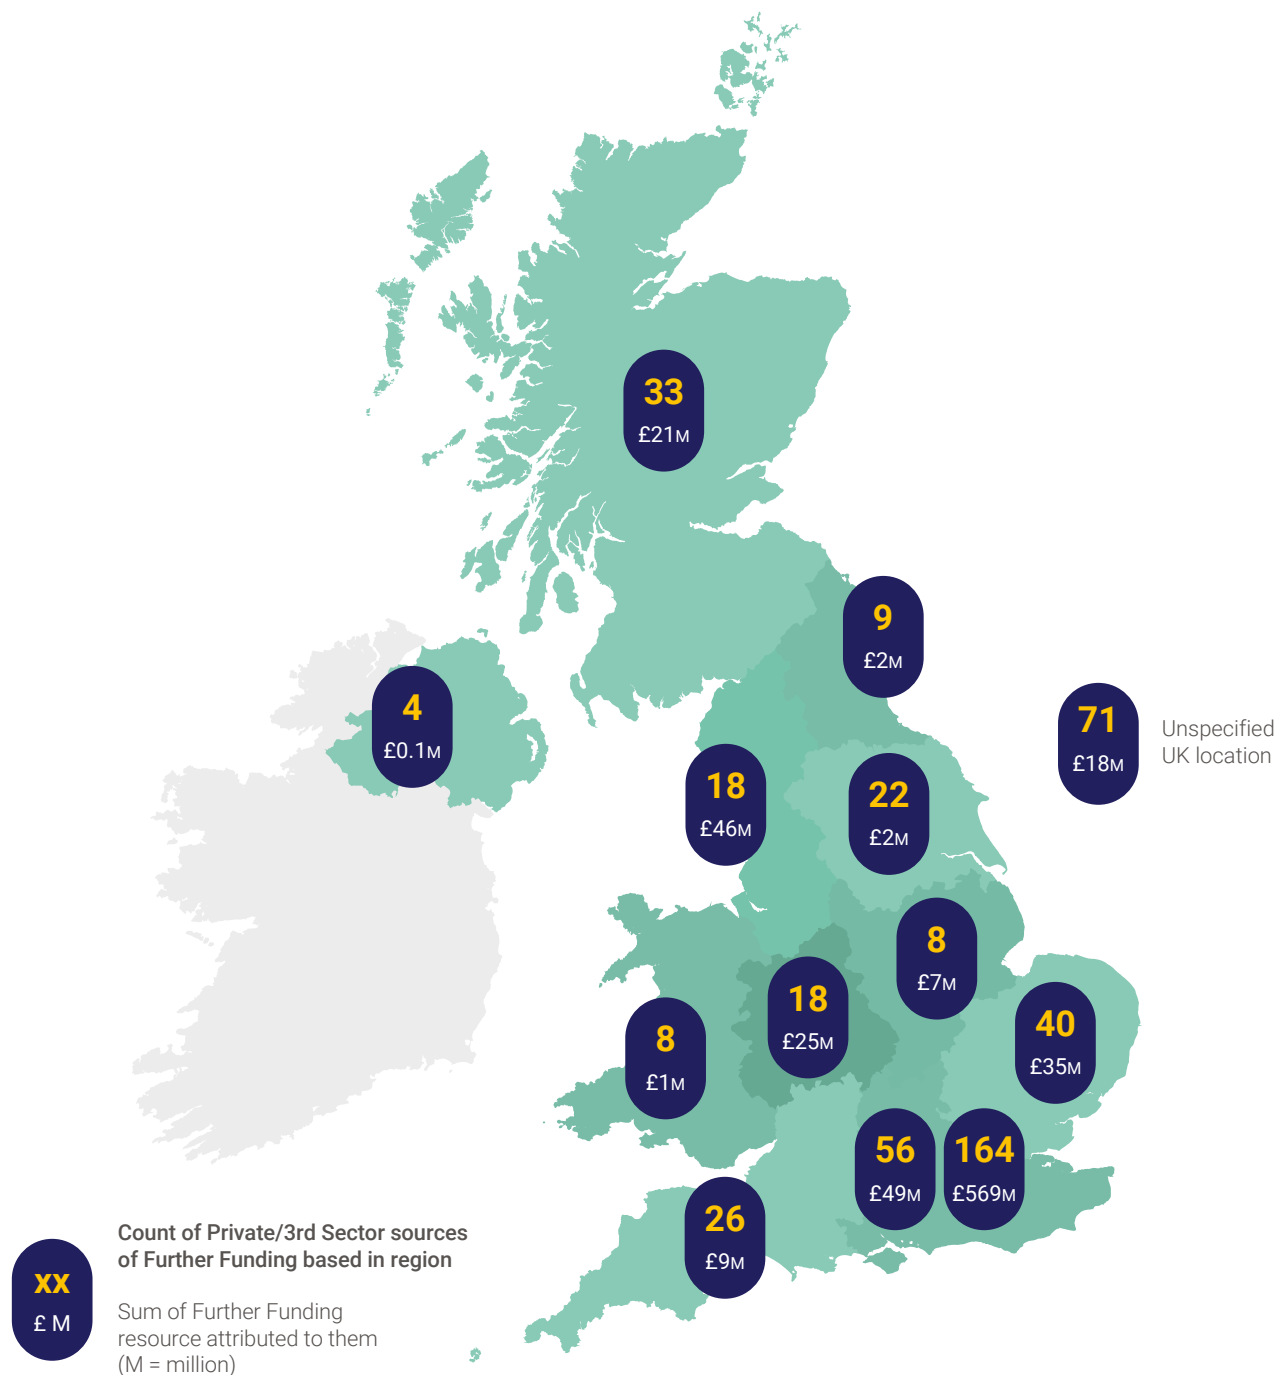 33
£21M
9
£2M
4
£0.1M
71
£18M
Unspecified
UK location
18
£46M
22
£2M
8
£7M
18
£25M
40
£35M
8
£1M
56
£49M
164
£569M
26
£9M
xx
£ M
Count of Private/3rd Sector sources
of Further Funding based in region
Sum of Further Funding
resource attributed to them
(M = million)